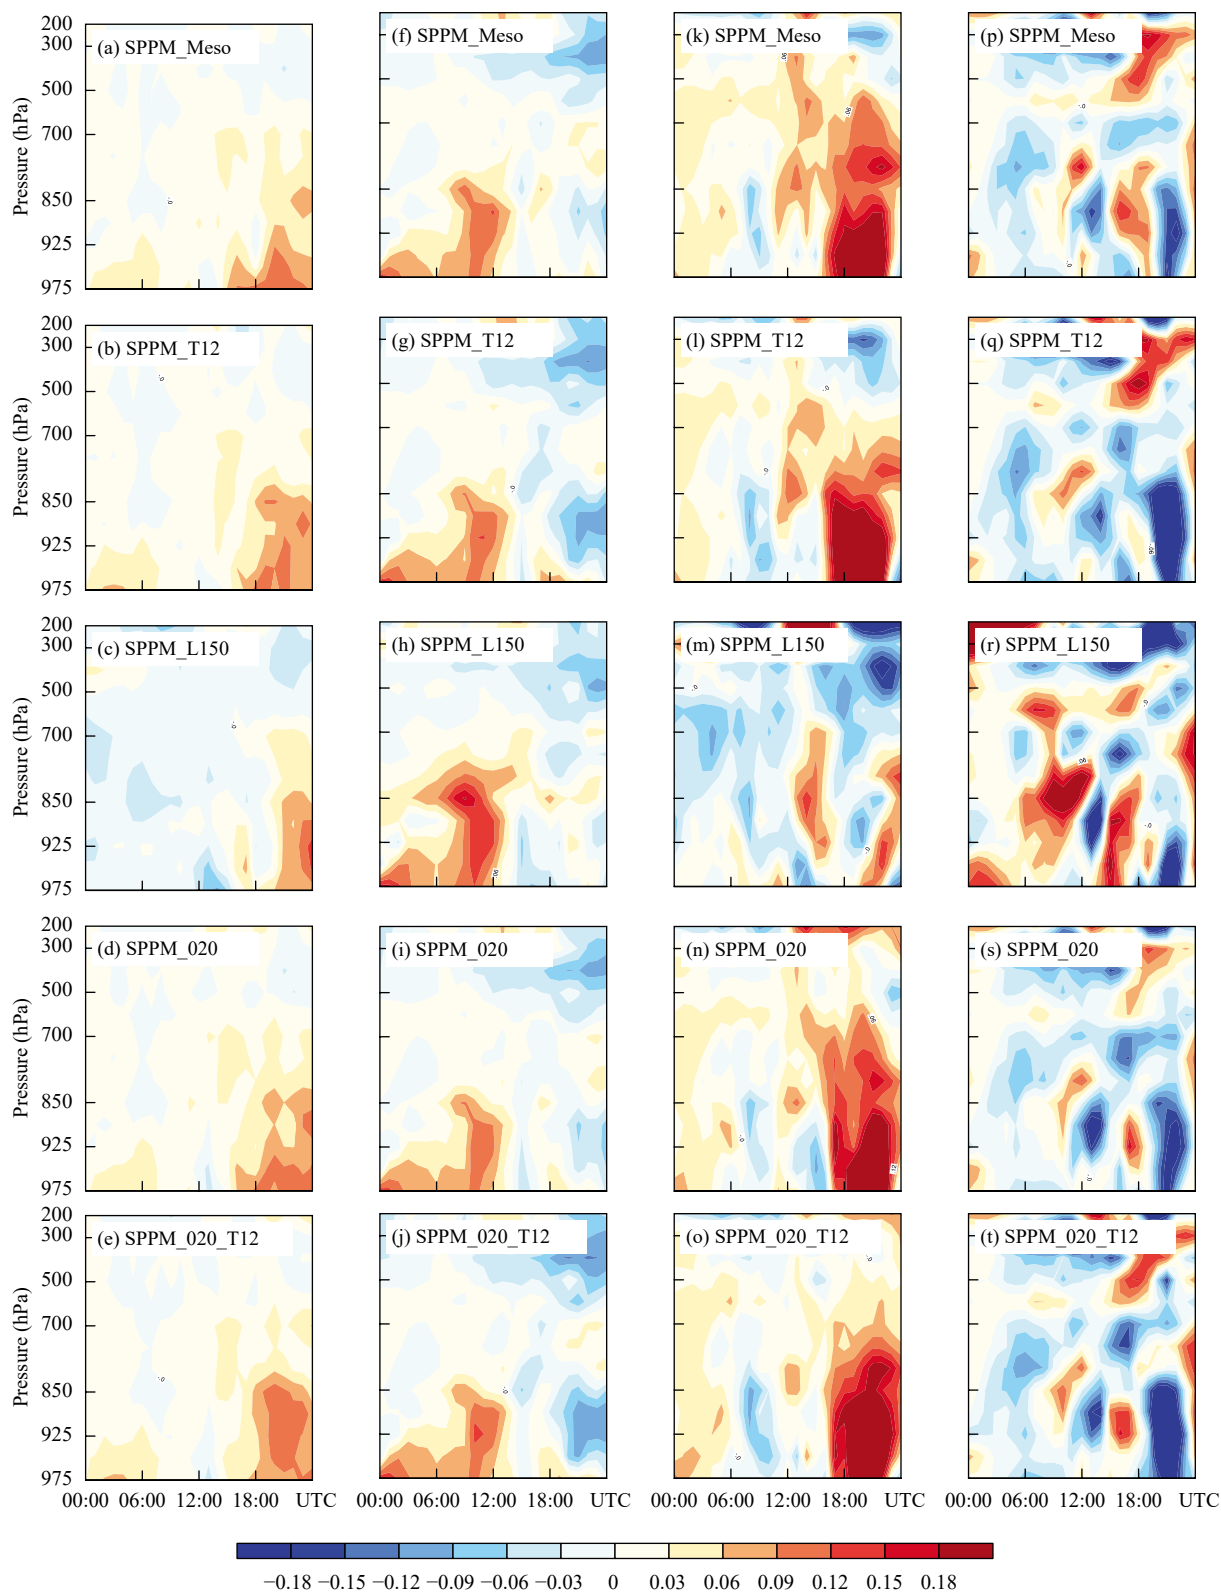 200
300
500
700
850
925
975
Pressure (hPa)
(a) SPPM_Meso
(f) SPPM_Meso
(k) SPPM_Meso
(p) SPPM_Meso
200
300
500
700
850
925
975
Pressure (hPa)
(b) SPPM_T12
(g) SPPM_T12
(l) SPPM_T12
(q) SPPM_T12
200
300
500
700
850
925
975
Pressure (hPa)
(c) SPPM_L150
(h) SPPM_L150
(m) SPPM_L150
(r) SPPM_L150
200
300
500
700
850
925
975
Pressure (hPa)
(d) SPPM_020
(i) SPPM_020
(n) SPPM_020
(s) SPPM_020
200
300
500
700
850
925
975
Pressure (hPa)
(e) SPPM_020_T12
(j) SPPM_020_T12
(o) SPPM_020_T12
(t) SPPM_020_T12
00:00 06:00 12:00 18:00 UTC
00:00 06:00 12:00 18:00 UTC
00:00 06:00 12:00 18:00 UTC
00:00 06:00 12:00 18:00 UTC
−0.18 −0.15 −0.12 −0.09 −0.06 −0.03 0 0.03 0.06 0.09 0.12 0.15 0.18